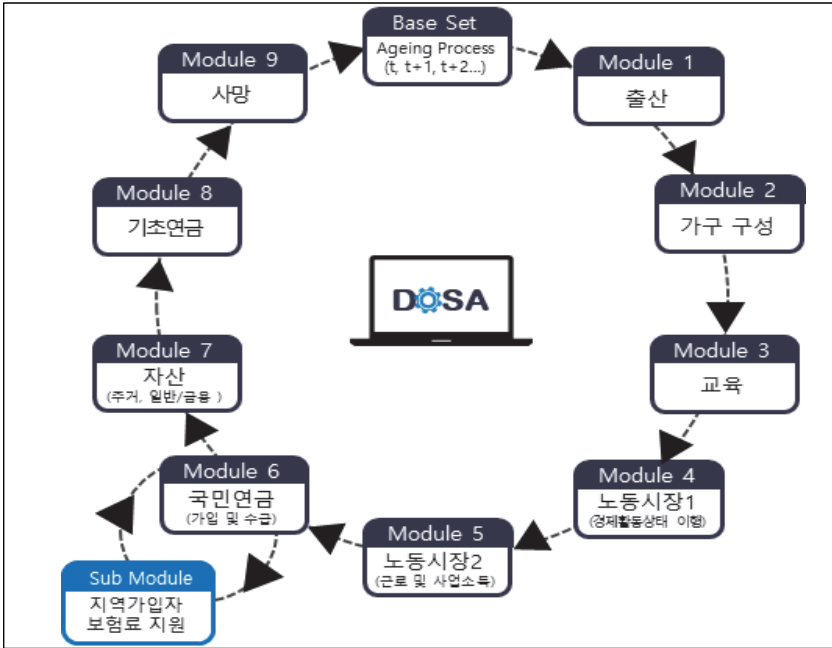 Base Set
Ageing Process
(t, t+1, t+2...)
Module 1
출산
Module 2
가구 구성
Module 3
교육
Module 4
노동시장1
(경제활동상태 이행)
Module 5
노동시장2
(근로 및 사업소득)
Module 6
국민연금
(가입 및 수급)
Sub Module
지역가입자
보험료 지원
Module 7
자산
(주거, 일반/금융 )
Module 8
기초연금
Module 9
사망
DOSA